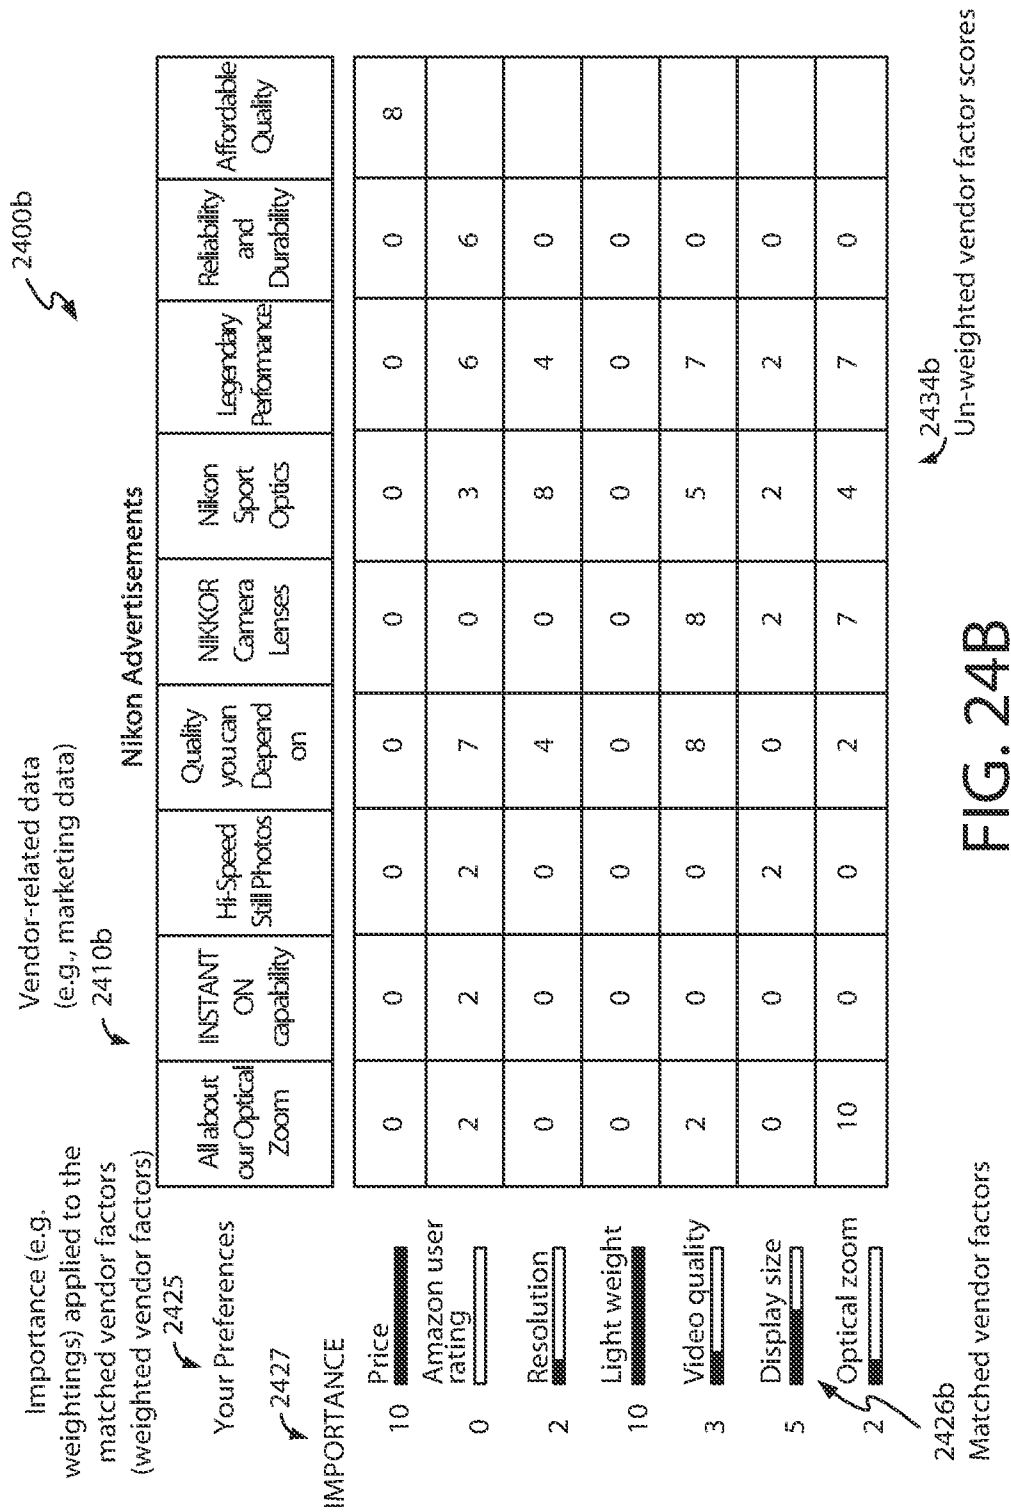 2400b
Vendor-related data
(e.g., marketing data)
2410b
Importance (e.g.
weightings) applied to the
matched vendor factors
(weighted vendor factors)
2425
Your Preferences
2427
IMPORTANCE
Nikon Advertisements
All about
our Optical
Zoom
INSTANT
ON
capability
Hi-Speed
Still Photos
Quality
you can
Depend
on
NIKKOR
Camera
Lenses
Nikon
Sport
Optics
Legendary
Performance
Reliability
and
Durability
Affordable
Quality
10 Price 0 0 0 0 0 0 0 0 8
0 Amazon user
rating 2 2 2 7 0 3 6 6
2 Resolution 0 0 0 4 0 8 4 0
10 Light weight 0 0 0 0 0 0 0 0
3 Video quality 2 0 0 8 8 5 7 0
5 Display size 0 0 2 0 2 2 2 0
2 Optical zoom 10 0 0 2 7 4 7 0
2426b
Matched vendor factors
2434b
Un-weighted vendor factor scores
FIG. 24B